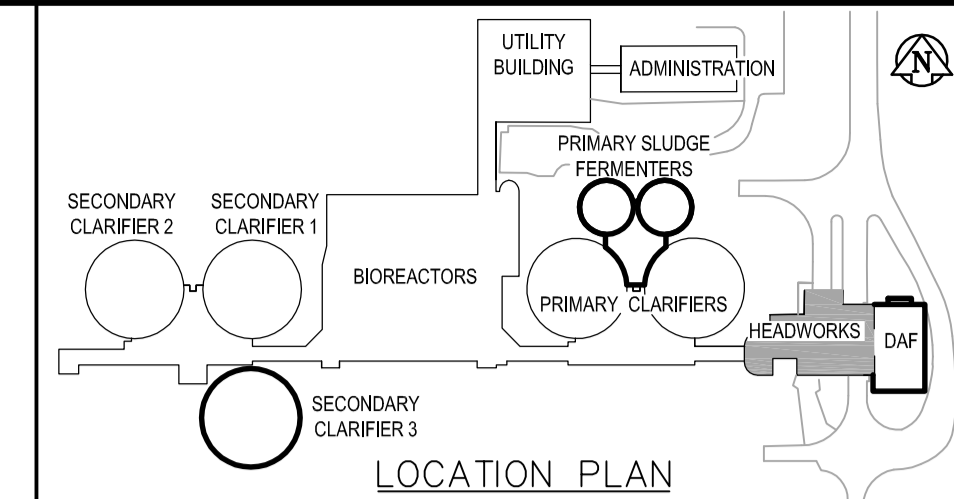 UTILITY
BUILDING
ADMINISTRATION
N
PRIMARY SLUDGE
FERMENTERS
SECONDARY
CLARIFIER 2
SECONDARY
CLARIFIER 1
BIOREACTORS
PRIMARY CLARIFIERS
HEADWORKS
DAF
SECONDARY
CLARIFIER 3
LOCATION PLAN